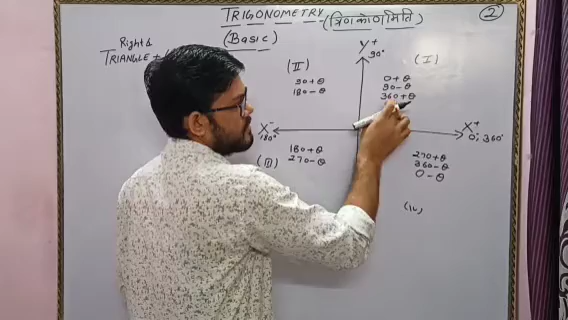 TRIGONOMETRY (त्रिकोणमिति)
(Basic)
2
Right∆
TRIANGLE +
Y+
90°
(II)
90+θ
180-θ
(I)
0+θ
90-θ
360+θ
X-
180°
X+
0°, 360°
(III)
180+θ
270-θ
270+θ
360-θ
0-θ
(IV)